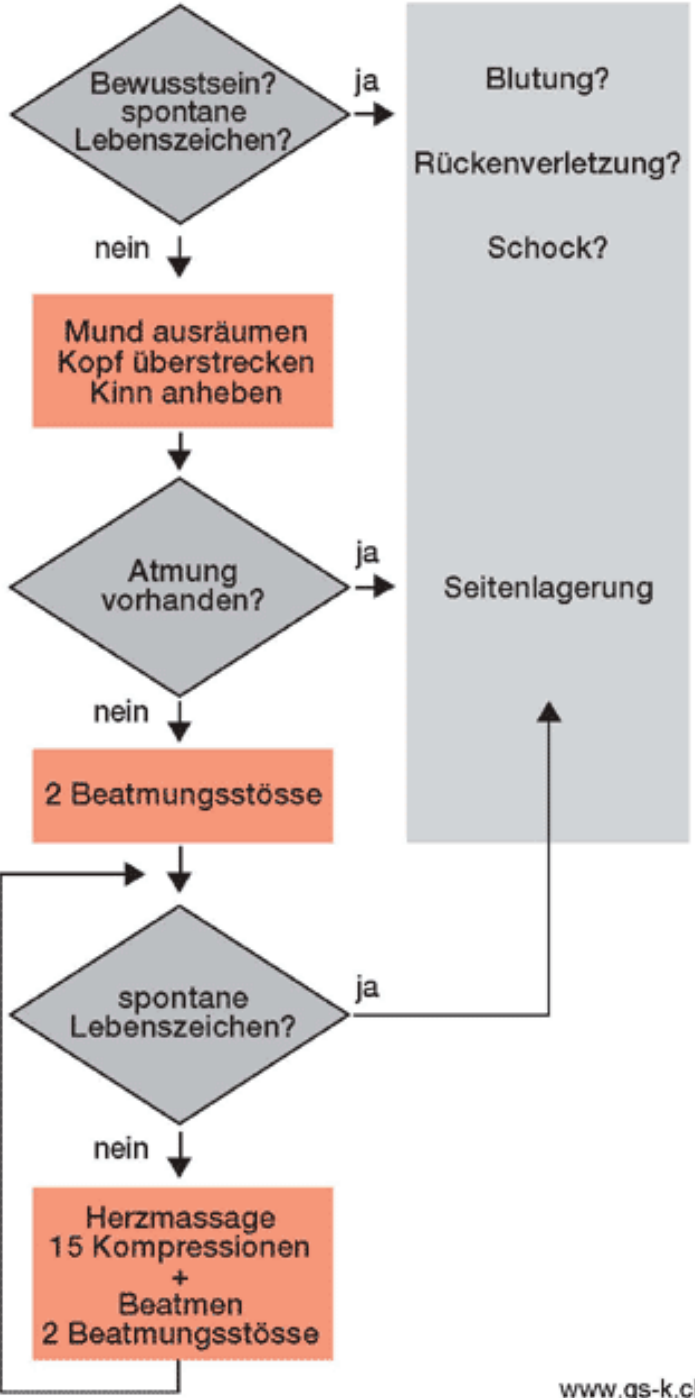 Bewusstsein?
spontane
Lebenszeichen?
ja
Blutung?
Rückenverletzung?
Schock?
nein
Mund ausräumen
Kopf überstrecken
Kinn anheben
Atmung
vorhanden?
ja
Seitenlagerung
nein
2 Beatmungsstösse
spontane
Lebenszeichen?
ja
nein
Herzmassage
15 Kompressionen
+
Beatmen
2 Beatmungsstösse